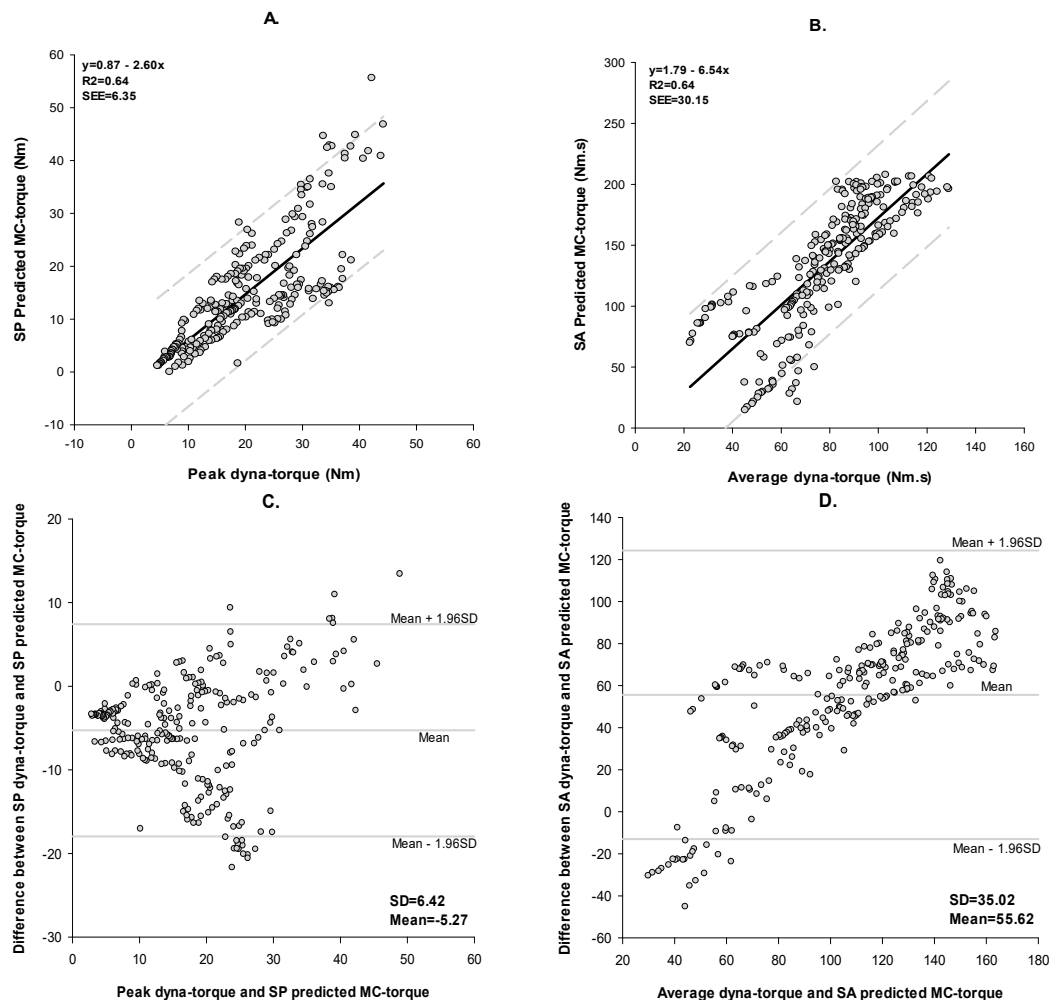 A.
y=0.87 - 2.60x
R2=0.64
SEE=6.35
SP Predicted MC-torque (Nm)
60
50
40
30
20
10
0
-10
-10 0 10 20 30 40 50 60
Peak dyna-torque (Nm)
B.
y=1.79 - 6.54x
R2=0.64
SEE=30.15
SA Predicted MC-torque (Nm.s)
300
250
200
150
100
50
0
0 20 40 60 80 100 120 140 160
Average dyna-torque (Nm.s)
C.
Difference between SP dyna-torque and SP predicted MC-torque
20
10
0
-10
-20
-30
Mean + 1.96SD
Mean
Mean - 1.96SD
SD=6.42
Mean=-5.27
0 10 20 30 40 50 60
Peak dyna-torque and SP predicted MC-torque
D.
Difference between SA dyna-torque and SA predicted MC-torque
140
120
100
80
60
40
20
0
-20
-40
-60
Mean + 1.96SD
Mean
Mean - 1.96SD
SD=35.02
Mean=55.62
20 40 60 80 100 120 140 160 180
Average dyna-torque and SA predicted MC-torque